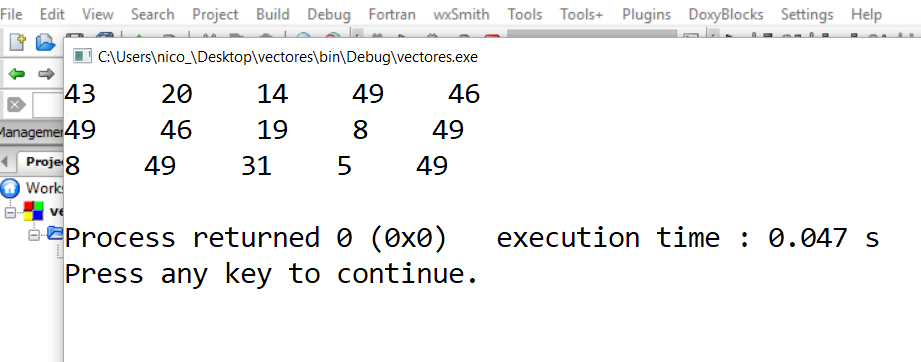 File Edit View Search Project Build Debug Fortran wxSmith Tools Tools+ Plugins DoxyBlocks Settings Help
C:\Users\nico_\Desktop\vectores\bin\Debug\vectores.exe
43 20 14 49 46
49 46 19 8 49
8 49 31 5 49
Managemer
Proje
Works
ve
Process returned 0 (0x0) execution time : 0.047 s
Press any key to continue.